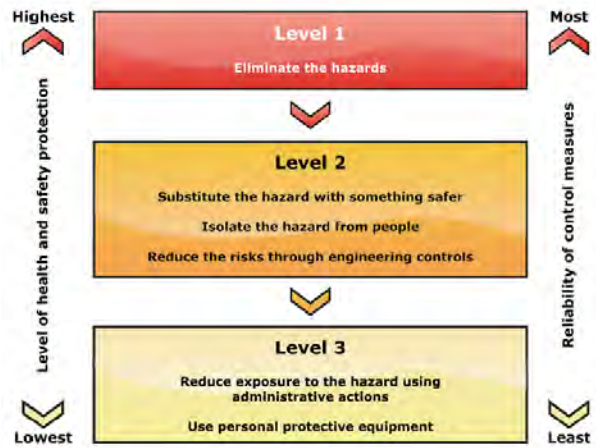 Highest
Most
Level 1
Eliminate the hazards
Level of health and safety protection
Reliability of control measures
Level 2
Substitute the hazard with something safer
Isolate the hazard from people
Reduce the risks through engineering controls
Level 3
Reduce exposure to the hazard using
administrative actions
Use personal protective equipment
Lowest
Least